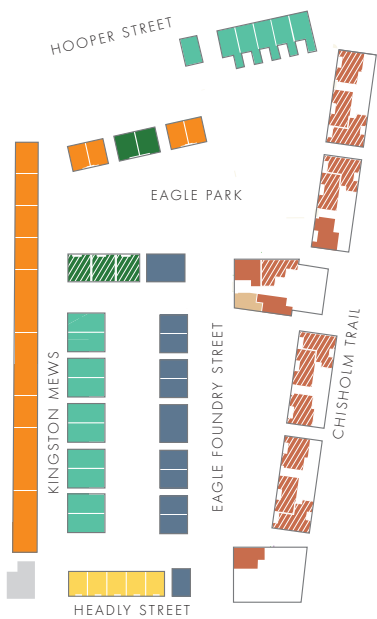 HOOPER STREET
EAGLE PARK
CHISHOLM TRAIL
EAGLE FOUNDRY STREET
KINGSTON MEWS
HEADLY STREET